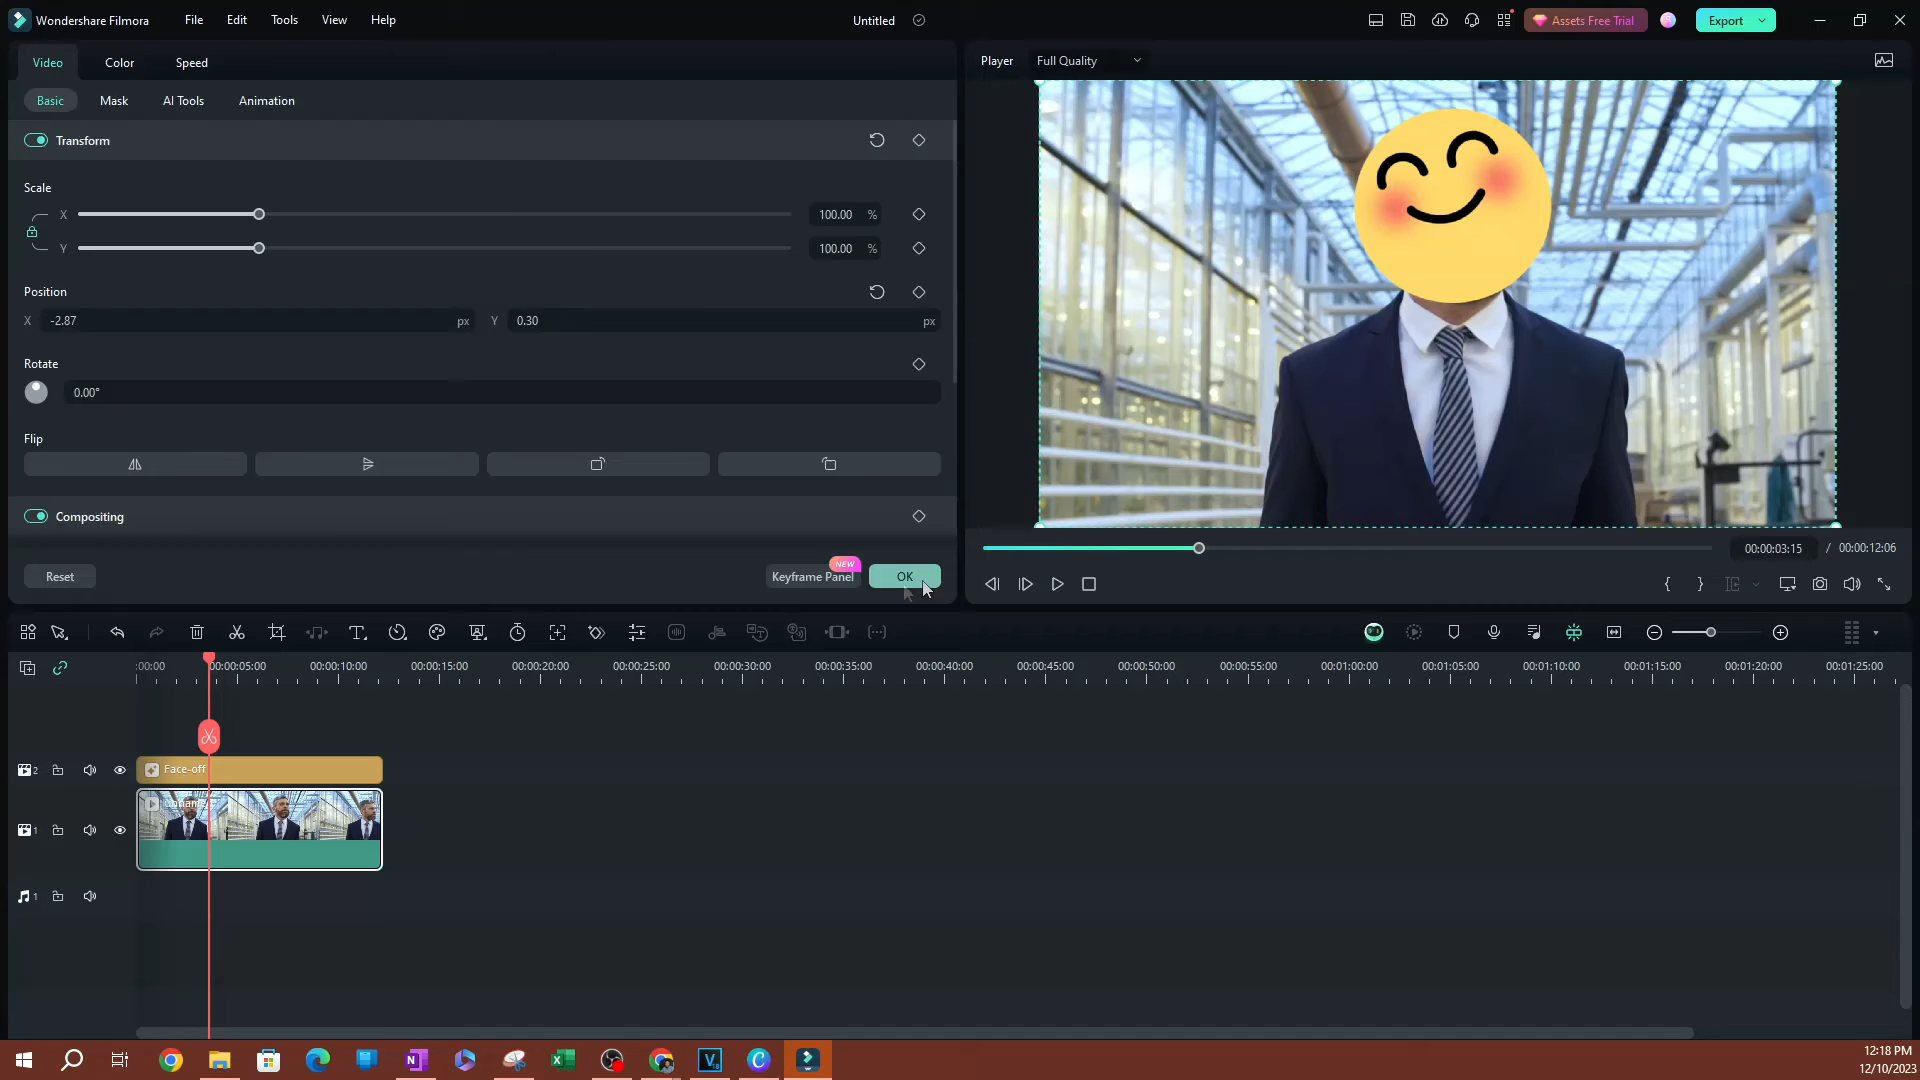 Wondershare Filmora File Edit Tools View Help Untitled Assets Free Trial Export
Video Color Speed
Player Full Quality
Basic Mask AI Tools Animation
Transform
Scale
X 100.00 %
Y 100.00 %
Position
X -2.87 px Y 0.30 px
Rotate
0.00°
Flip
Compositing
00:00:03:15 / 00:00:12:06
NEW
Reset Keyframe Panel OK
:00:00 00:00:05:00 00:00:10:00 00:00:15:00 00:00:20:00 00:00:25:00 00:00:30:00 00:00:35:00 00:00:40:00 00:00:45:00 00:00:50:00 00:00:55:00 00:01:00:00 00:01:05:00 00:01:10:00 00:01:15:00 00:01:20:00 00:01:25:00
2 Face-off
1
1
12:18 PM
12/10/2023